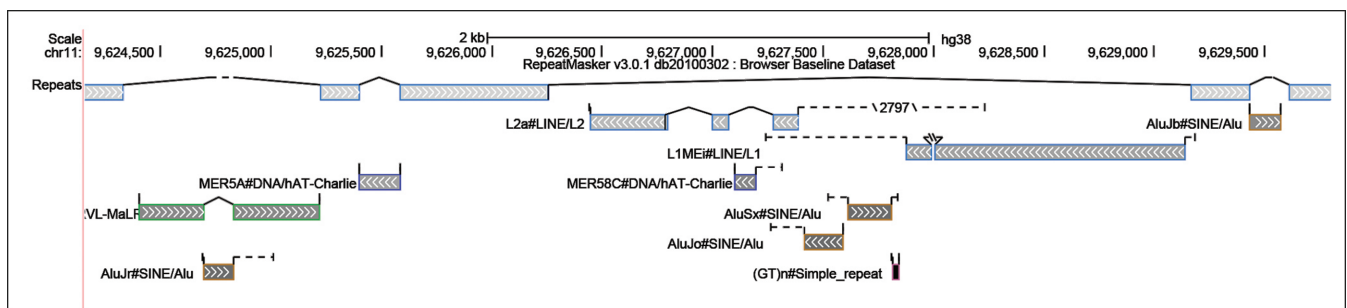 Scale 2 kb hg38
chr11: 9,624,500 9,625,000 9,625,500 9,626,000 9,626,500 9,627,000 9,627,500 9,628,000 9,628,500 9,629,000 9,629,500
RepeatMasker v3.0.1 db20100302 : Browser Baseline Dataset
Repeats
L2a#LINE/L2 2797 AluJb#SINE/Alu
L1MEi#LINE/L1
MER5A#DNA/hAT-Charlie MER58C#DNA/hAT-Charlie
AluSx#SINE/Alu
AluJo#SINE/Alu
AluJr#SINE/Alu (GT)n#Simple_repeat